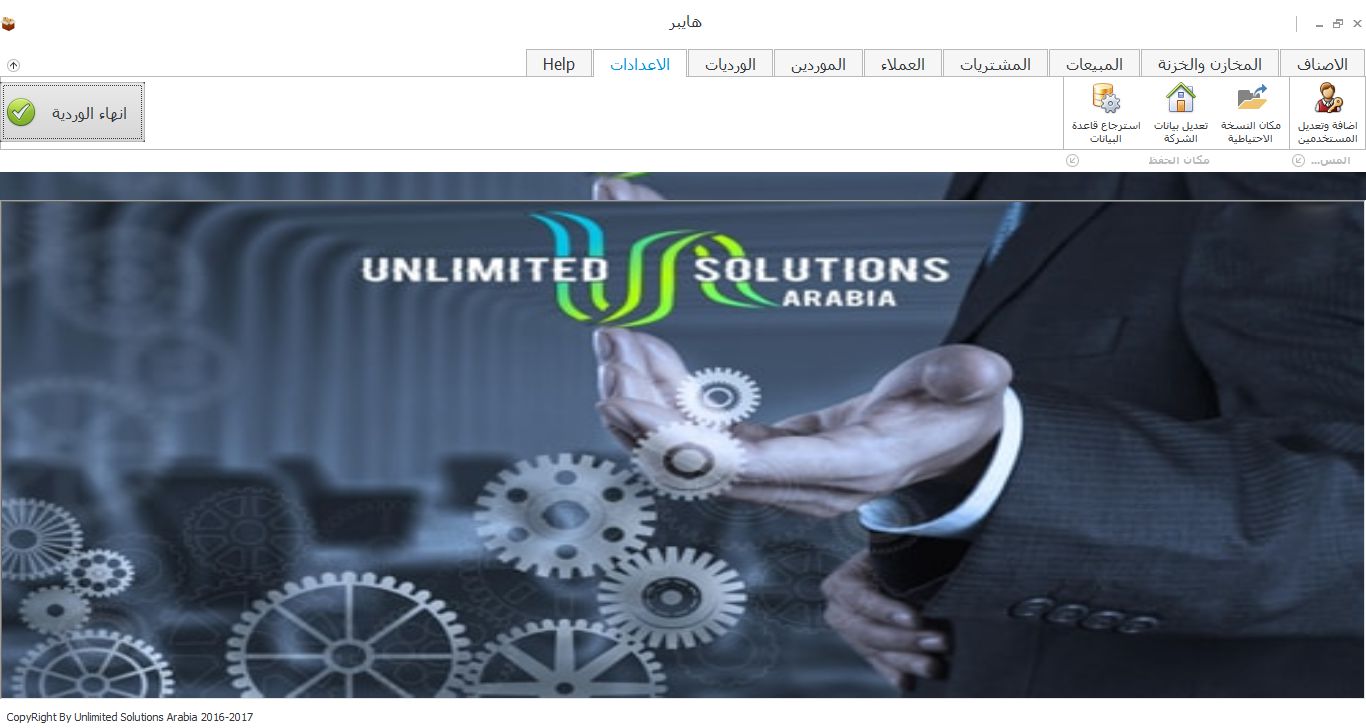 هايبر
الاصناف
المخازن والخزنة
المبيعات
المشتريات
العملاء
الموردين
الورديات
الاعدادات
Help
اضافة وتعديل
المستخدمين
مكان النسخة
الاحتياطية
تعديل بيانات
الشركة
استرجاع قاعدة
البيانات
انهاء الوردية
المس...
مكان الحفظ
UNLIMITED SOLUTIONS
ARABIA
CopyRight By Unlimited Solutions Arabia 2016-2017